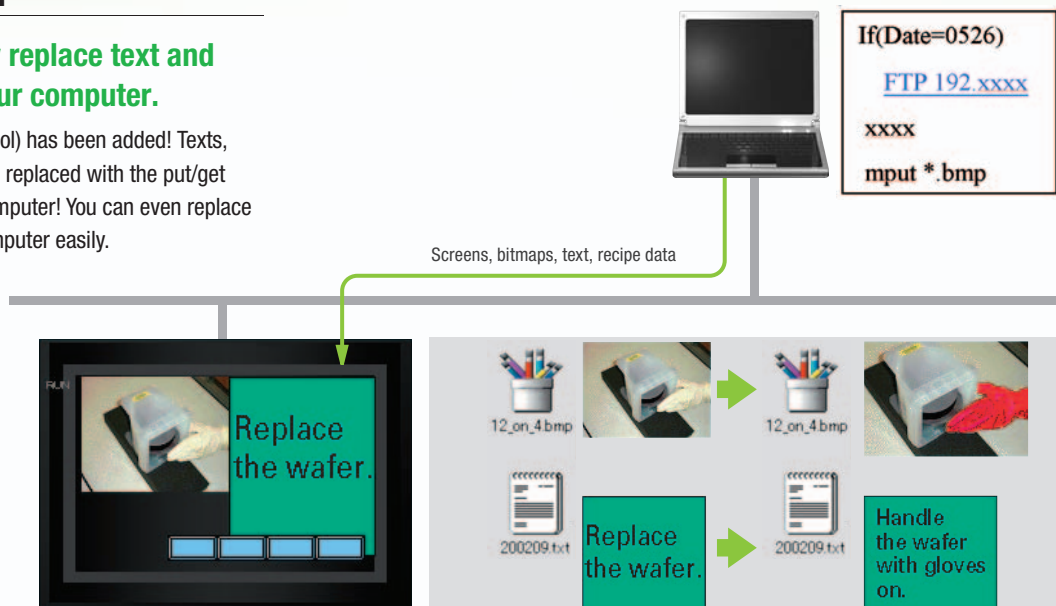 replace text and
ur computer.
ol) has been added! Texts,
replaced with the put/get
mputer! You can even replace
nputer easily.
If(Date=0526)
FTP 192.xxxx
xxxx
mput *.bmp
Screens, bitmaps, text, recipe data
RUN
Replace
the wafer.
12_on_4.bmp
12_on_4.bmp
200209.txt
Replace
the wafer.
200209.txt
Handle
the wafer
with gloves
on.